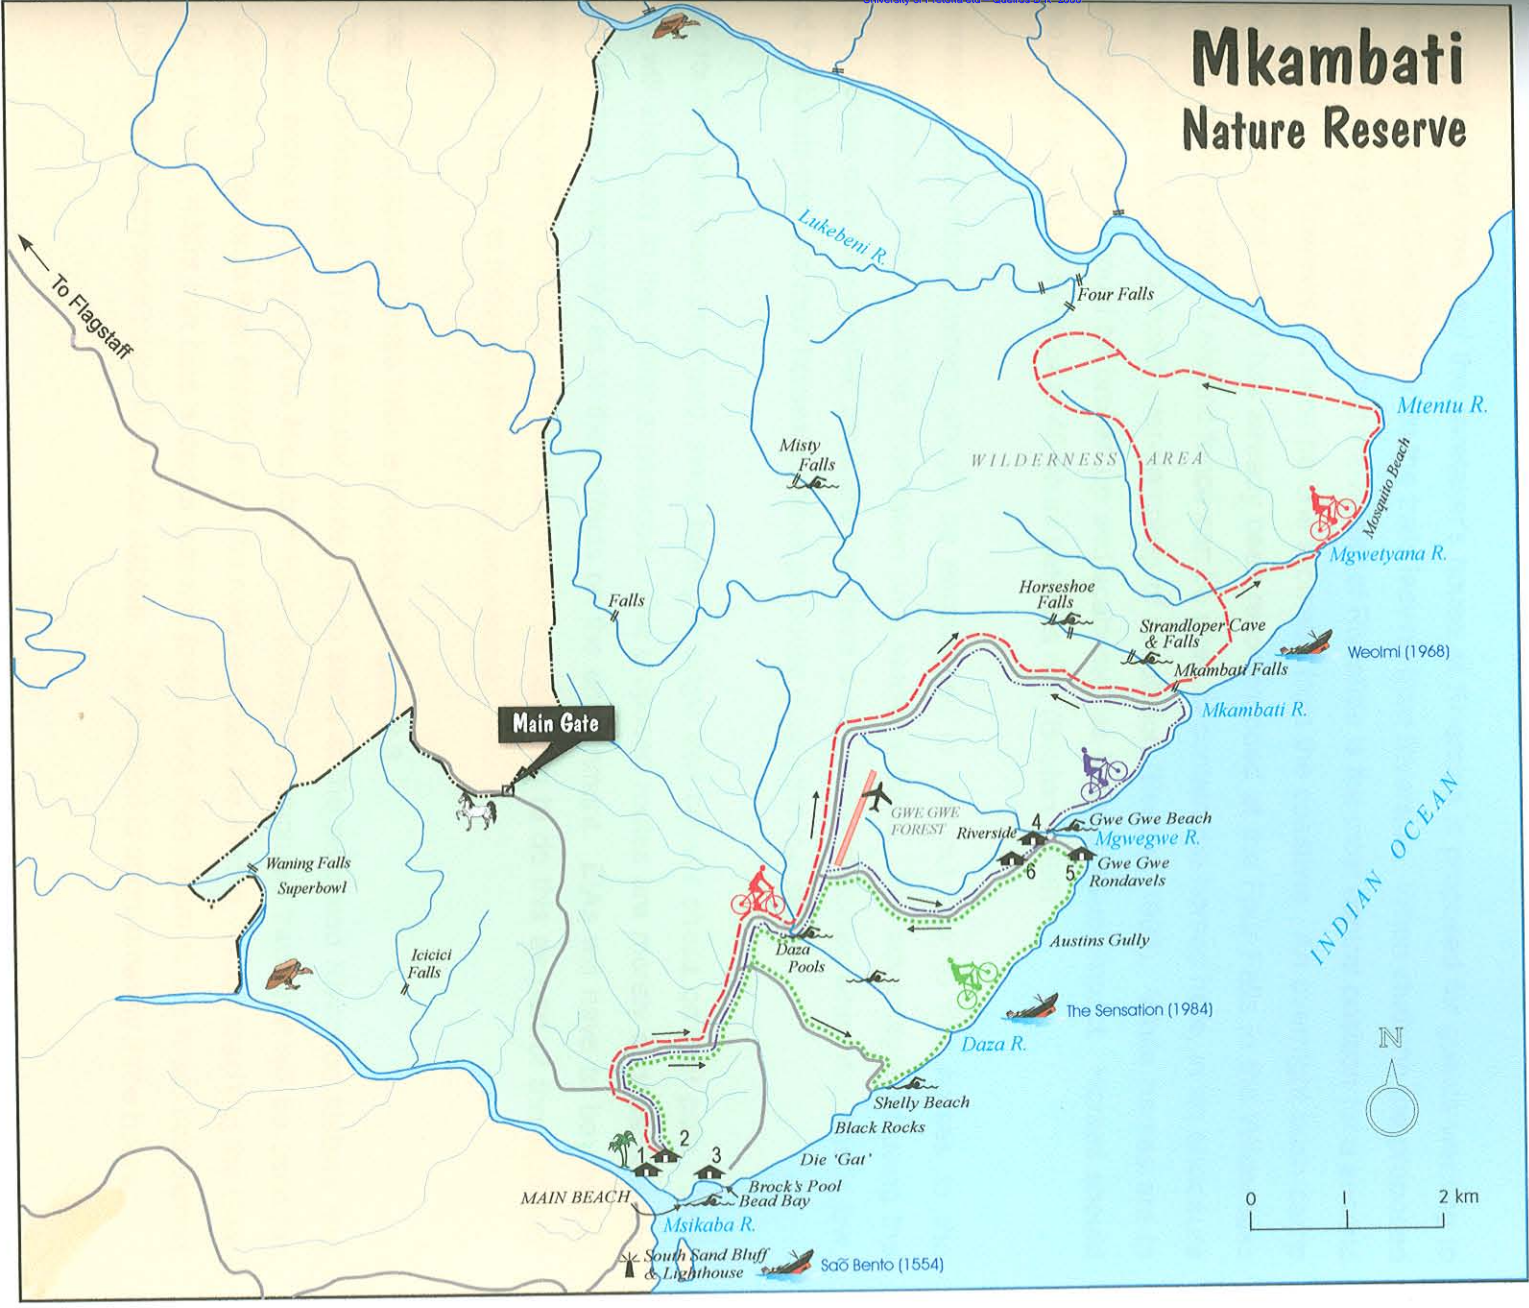 Mkambati
Nature Reserve
To Flagstaff
Lukebeni R.
Four Falls
Mtentu R.
Misty
Falls
WILDERNESS AREA
Mosquito Beach
Mgwetyana R.
Falls
Horseshoe
Falls
Strandloper Cave
& Falls
Weolmi (1968)
Mkambati Falls
Mkambati R.
Main Gate
GWE GWE
FOREST
Riverside
4
Gwe Gwe Beach
Mgwegwe R.
6
5
Gwe Gwe
Rondavels
Waning Falls
Superbowl
INDIAN OCEAN
Austins Gully
Daza
Pools
Icicici
Falls
The Sensation (1984)
Daza R.
N
Shelly Beach
Black Rocks
Die 'Gat'
1
2
3
Brock's Pool
Bead Bay
MAIN BEACH
Msikaba R.
0
1
2 km
South Sand Bluff
& Lighthouse
Saõ Bento (1554)